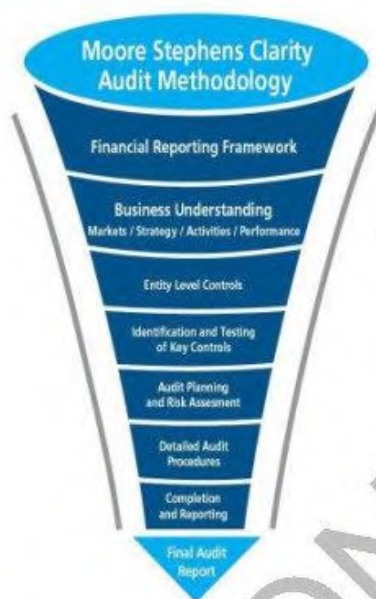 Moore Stephens Clarity
Audit Methodology
Financial Reporting Framework
Business Understanding
Markets / Strategy / Activities / Performance
Entity Level Controls
Identification and Testing
of Key Controls
Audit Planning
and Risk Assesment
Detailed Audit
Procedures
Completion
and Reporting
Final Audit
Report